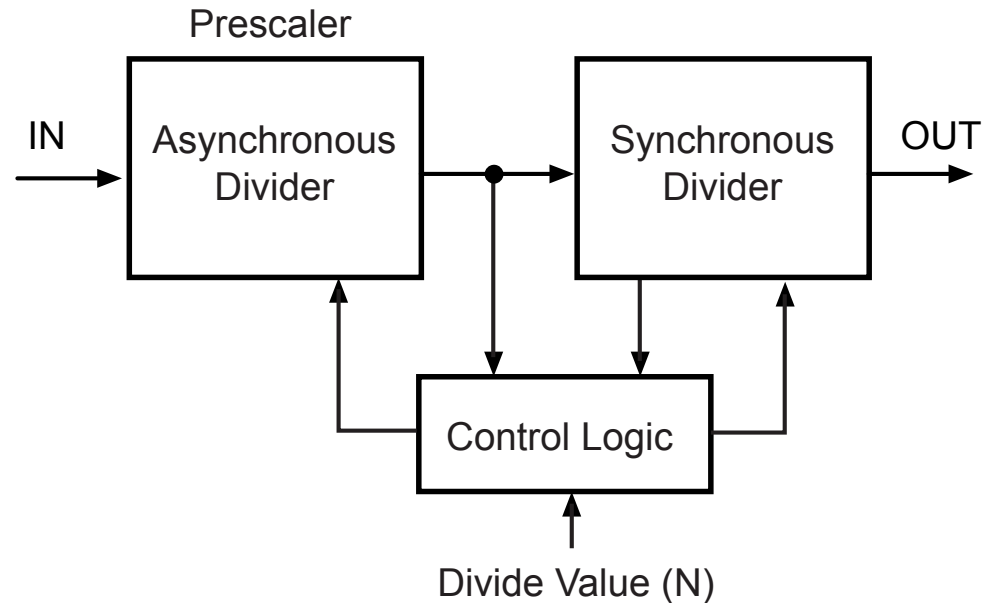 Prescaler
IN
Asynchronous
Divider
Synchronous
Divider
OUT
Control Logic
Divide Value (N)